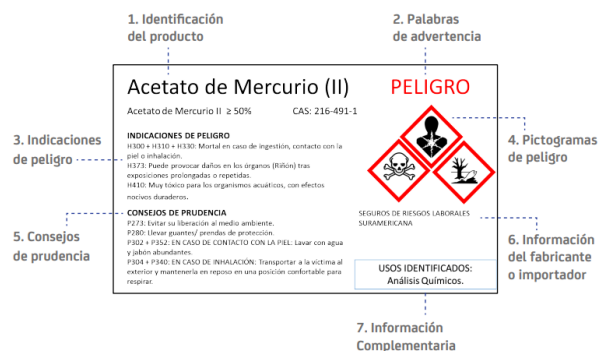 1. Identificación
del producto
2. Palabras
de advertencia
Acetato de Mercurio (II)
PELIGRO
Acetato de Mercurio II ≥ 50% CAS: 216-491-1
3. Indicaciones
de peligro
INDICACIONES DE PELIGRO
H300 + H310 + H330: Mortal en caso de ingestión, contacto con la
piel o inhalación.
H373: Puede provocar daños en los órganos (Riñón) tras
exposiciones prolongadas o repetidas.
H410: Muy tóxico para los organismos acuáticos, con efectos
nocivos duraderos.
4. Pictogramas
de peligro
5. Consejos
de prudencia
CONSEJOS DE PRUDENCIA
P273: Evitar su liberación al medio ambiente.
P280: Llevar guantes/ prendas de protección.
P302 + P352: EN CASO DE CONTACTO CON LA PIEL: Lavar con agua
y jabón abundantes.
P304 + P340: EN CASO DE INHALACIÓN: Transportar a la víctima al
exterior y mantenerla en reposo en una posición confortable para
respirar.
SEGUROS DE RIESGOS LABORALES
SURAMERICANA
6. Información
del fabricante
o importador
USOS IDENTIFICADOS:
Análisis Químicos.
7. Información
Complementaria